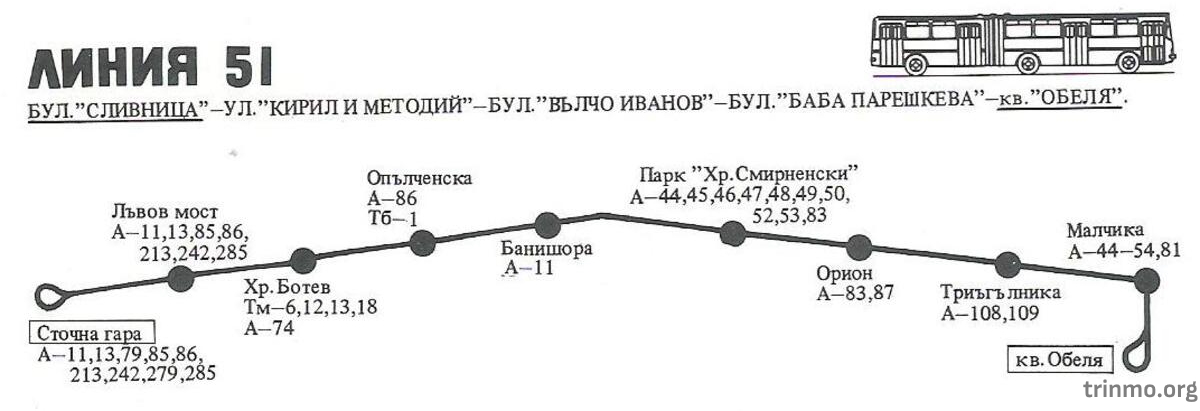 ЛИНИЯ 51
БУЛ."СЛИВНИЦА"–УЛ."КИРИЛ И МЕТОДИЙ"–БУЛ."ВЪЛЧО ИВАНОВ"–БУЛ."БАБА ПАРЕШКЕВА"–кв."ОБЕЛЯ".
Сточна гара
А–11,13,79,85,86,
213,242,279,285
Лъвов мост
А–11,13,85,86,
213,242,285
Хр.Ботев
Тм–6,12,13,18
А–74
Опълченска
А–86
Тб–1
Банишора
А–11
Парк "Хр.Смирненски"
А–44,45,46,47,48,49,50,
52,53,83
Орион
А–83,87
Триъгълника
А–108,109
Малчика
А–44–54,81
кв.Обеля
trinmo.org